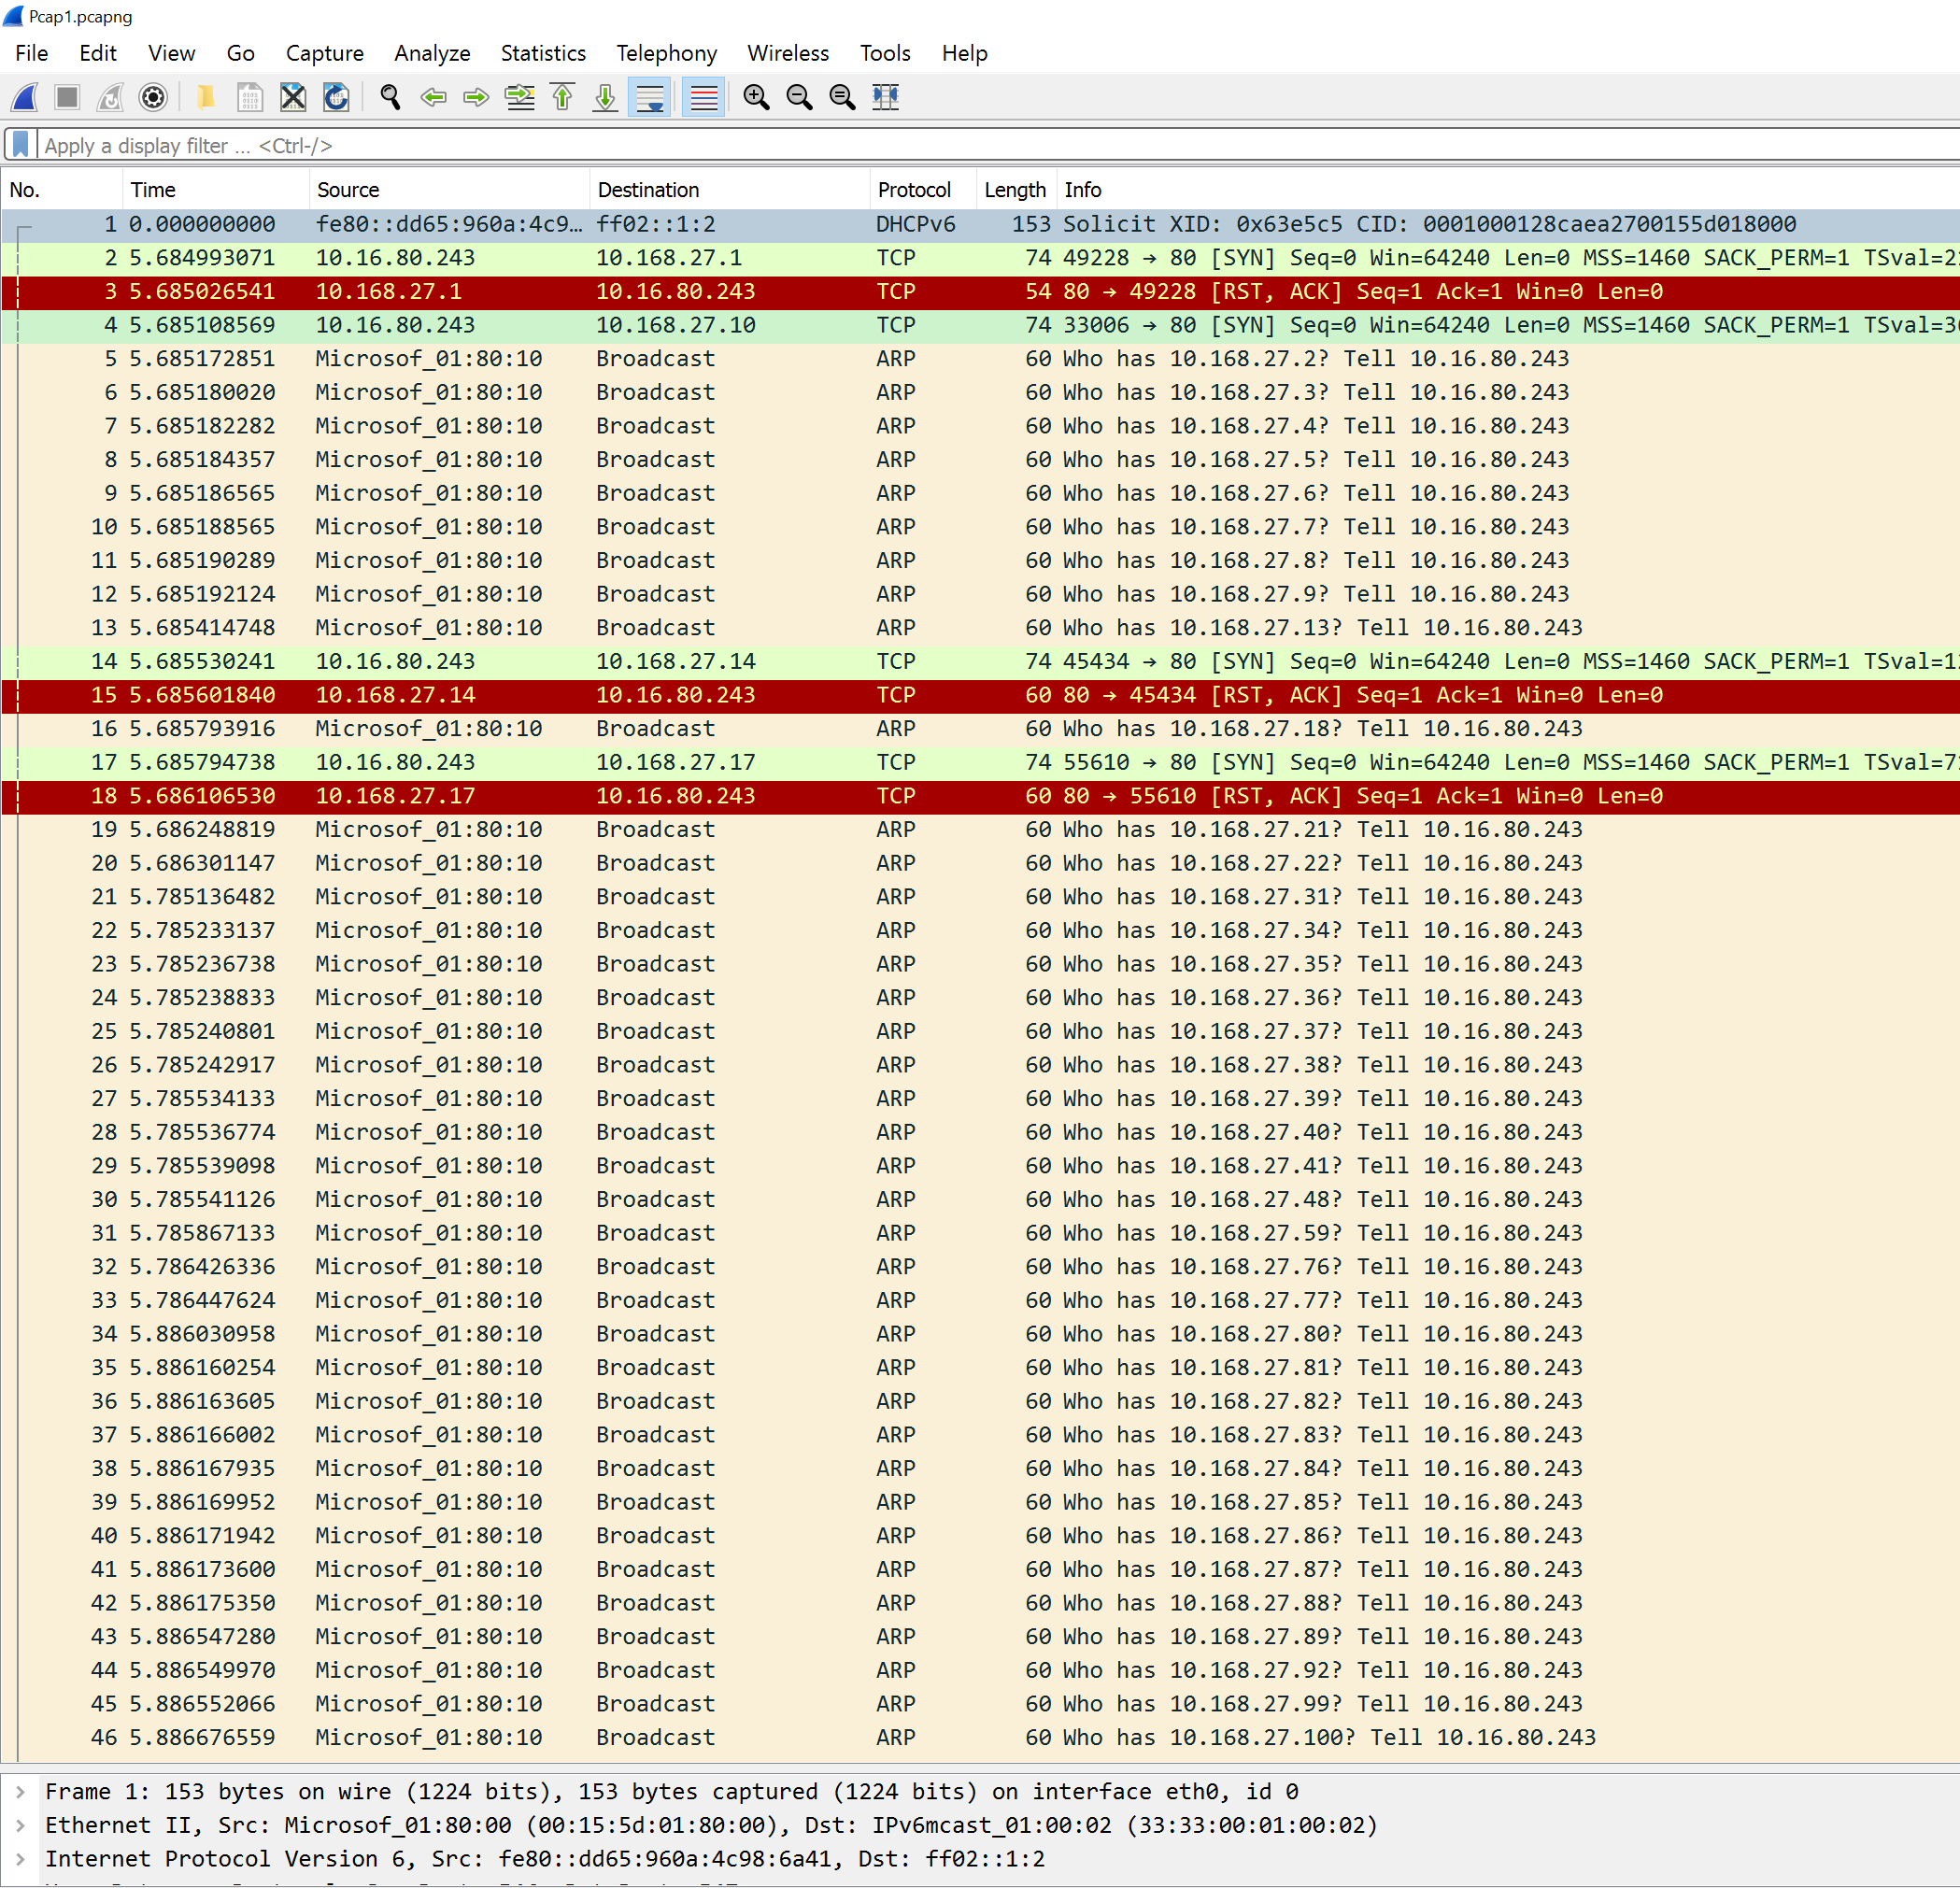 Pcap1.pcapng
File Edit View Go Capture Analyze Statistics Telephony Wireless Tools Help
Apply a display filter ... <Ctrl-/>
No. Time Source Destination Protocol Length Info
1 0.000000000 fe80::dd65:960a:4c9… ff02::1:2 DHCPv6 153 Solicit XID: 0x63e5c5 CID: 0001000128caea2700155d018000
2 5.684993071 10.16.80.243 10.168.27.1 TCP 74 49228 → 80 [SYN] Seq=0 Win=64240 Len=0 MSS=1460 SACK_PERM=1
3 5.685026541 10.168.27.1 10.16.80.243 TCP 54 80 → 49228 [RST, ACK] Seq=1 Ack=1 Win=0 Len=0
4 5.685108569 10.16.80.243 10.168.27.10 TCP 74 33006 → 80 [SYN] Seq=0 Win=64240 Len=0 MSS=1460 SACK_PERM=1
5 5.685172851 Microsof_01:80:10 Broadcast ARP 60 Who has 10.168.27.2? Tell 10.16.80.243
6 5.685180020 Microsof_01:80:10 Broadcast ARP 60 Who has 10.168.27.3? Tell 10.16.80.243
7 5.685182282 Microsof_01:80:10 Broadcast ARP 60 Who has 10.168.27.4? Tell 10.16.80.243
8 5.685184357 Microsof_01:80:10 Broadcast ARP 60 Who has 10.168.27.5? Tell 10.16.80.243
9 5.685186565 Microsof_01:80:10 Broadcast ARP 60 Who has 10.168.27.6? Tell 10.16.80.243
10 5.685188565 Microsof_01:80:10 Broadcast ARP 60 Who has 10.168.27.7? Tell 10.16.80.243
11 5.685190289 Microsof_01:80:10 Broadcast ARP 60 Who has 10.168.27.8? Tell 10.16.80.243
12 5.685192124 Microsof_01:80:10 Broadcast ARP 60 Who has 10.168.27.9? Tell 10.16.80.243
13 5.685414748 Microsof_01:80:10 Broadcast ARP 60 Who has 10.168.27.13? Tell 10.16.80.243
14 5.685530241 10.16.80.243 10.168.27.14 TCP 74 45434 → 80 [SYN] Seq=0 Win=64240 Len=0 MSS=1460 SACK_PERM=1
15 5.685601840 10.168.27.14 10.16.80.243 TCP 60 80 → 45434 [RST, ACK] Seq=1 Ack=1 Win=0 Len=0
16 5.685793916 Microsof_01:80:10 Broadcast ARP 60 Who has 10.168.27.18? Tell 10.16.80.243
17 5.685794738 10.16.80.243 10.168.27.17 TCP 74 55610 → 80 [SYN] Seq=0 Win=64240 Len=0 MSS=1460 SACK_PERM=1
18 5.686106530 10.168.27.17 10.16.80.243 TCP 60 80 → 55610 [RST, ACK] Seq=1 Ack=1 Win=0 Len=0
19 5.686248819 Microsof_01:80:10 Broadcast ARP 60 Who has 10.168.27.21? Tell 10.16.80.243
20 5.686301147 Microsof_01:80:10 Broadcast ARP 60 Who has 10.168.27.22? Tell 10.16.80.243
21 5.785136482 Microsof_01:80:10 Broadcast ARP 60 Who has 10.168.27.31? Tell 10.16.80.243
22 5.785233137 Microsof_01:80:10 Broadcast ARP 60 Who has 10.168.27.34? Tell 10.16.80.243
23 5.785236738 Microsof_01:80:10 Broadcast ARP 60 Who has 10.168.27.35? Tell 10.16.80.243
24 5.785238833 Microsof_01:80:10 Broadcast ARP 60 Who has 10.168.27.36? Tell 10.16.80.243
25 5.785240801 Microsof_01:80:10 Broadcast ARP 60 Who has 10.168.27.37? Tell 10.16.80.243
26 5.785242917 Microsof_01:80:10 Broadcast ARP 60 Who has 10.168.27.38? Tell 10.16.80.243
27 5.785534133 Microsof_01:80:10 Broadcast ARP 60 Who has 10.168.27.39? Tell 10.16.80.243
28 5.785536774 Microsof_01:80:10 Broadcast ARP 60 Who has 10.168.27.40? Tell 10.16.80.243
29 5.785539098 Microsof_01:80:10 Broadcast ARP 60 Who has 10.168.27.41? Tell 10.16.80.243
30 5.785541126 Microsof_01:80:10 Broadcast ARP 60 Who has 10.168.27.48? Tell 10.16.80.243
31 5.785867133 Microsof_01:80:10 Broadcast ARP 60 Who has 10.168.27.59? Tell 10.16.80.243
32 5.786426336 Microsof_01:80:10 Broadcast ARP 60 Who has 10.168.27.76? Tell 10.16.80.243
33 5.786447624 Microsof_01:80:10 Broadcast ARP 60 Who has 10.168.27.77? Tell 10.16.80.243
34 5.886030958 Microsof_01:80:10 Broadcast ARP 60 Who has 10.168.27.80? Tell 10.16.80.243
35 5.886160254 Microsof_01:80:10 Broadcast ARP 60 Who has 10.168.27.81? Tell 10.16.80.243
36 5.886163605 Microsof_01:80:10 Broadcast ARP 60 Who has 10.168.27.82? Tell 10.16.80.243
37 5.886166002 Microsof_01:80:10 Broadcast ARP 60 Who has 10.168.27.83? Tell 10.16.80.243
38 5.886167935 Microsof_01:80:10 Broadcast ARP 60 Who has 10.168.27.84? Tell 10.16.80.243
39 5.886169952 Microsof_01:80:10 Broadcast ARP 60 Who has 10.168.27.85? Tell 10.16.80.243
40 5.886171942 Microsof_01:80:10 Broadcast ARP 60 Who has 10.168.27.86? Tell 10.16.80.243
41 5.886173600 Microsof_01:80:10 Broadcast ARP 60 Who has 10.168.27.87? Tell 10.16.80.243
42 5.886175350 Microsof_01:80:10 Broadcast ARP 60 Who has 10.168.27.88? Tell 10.16.80.243
43 5.886547280 Microsof_01:80:10 Broadcast ARP 60 Who has 10.168.27.89? Tell 10.16.80.243
44 5.886549970 Microsof_01:80:10 Broadcast ARP 60 Who has 10.168.27.92? Tell 10.16.80.243
45 5.886552066 Microsof_01:80:10 Broadcast ARP 60 Who has 10.168.27.99? Tell 10.16.80.243
46 5.886676559 Microsof_01:80:10 Broadcast ARP 60 Who has 10.168.27.100? Tell 10.16.80.243
Frame 1: 153 bytes on wire (1224 bits), 153 bytes captured (1224 bits) on interface eth0, id 0
Ethernet II, Src: Microsof_01:80:00 (00:15:5d:01:80:00), Dst: IPv6mcast_01:00:02 (33:33:00:01:00:02)
Internet Protocol Version 6, Src: fe80::dd65:960a:4c98:6a41, Dst: ff02::1:2